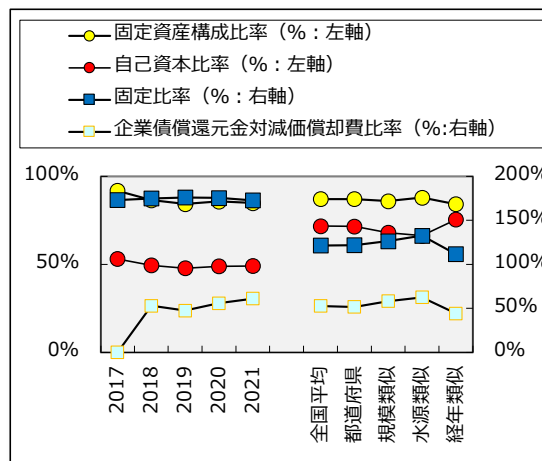 固定資産構成比率（%：左軸）
自己資本比率（%：左軸）
固定比率（%：右軸）
企業債償還元金対減価償却費比率（%:右軸）
100%
50%
0%
200%
150%
100%
50%
0%
2017
2018
2019
2020
2021
全国平均
都道府県
規模類似
水源類似
経年類似